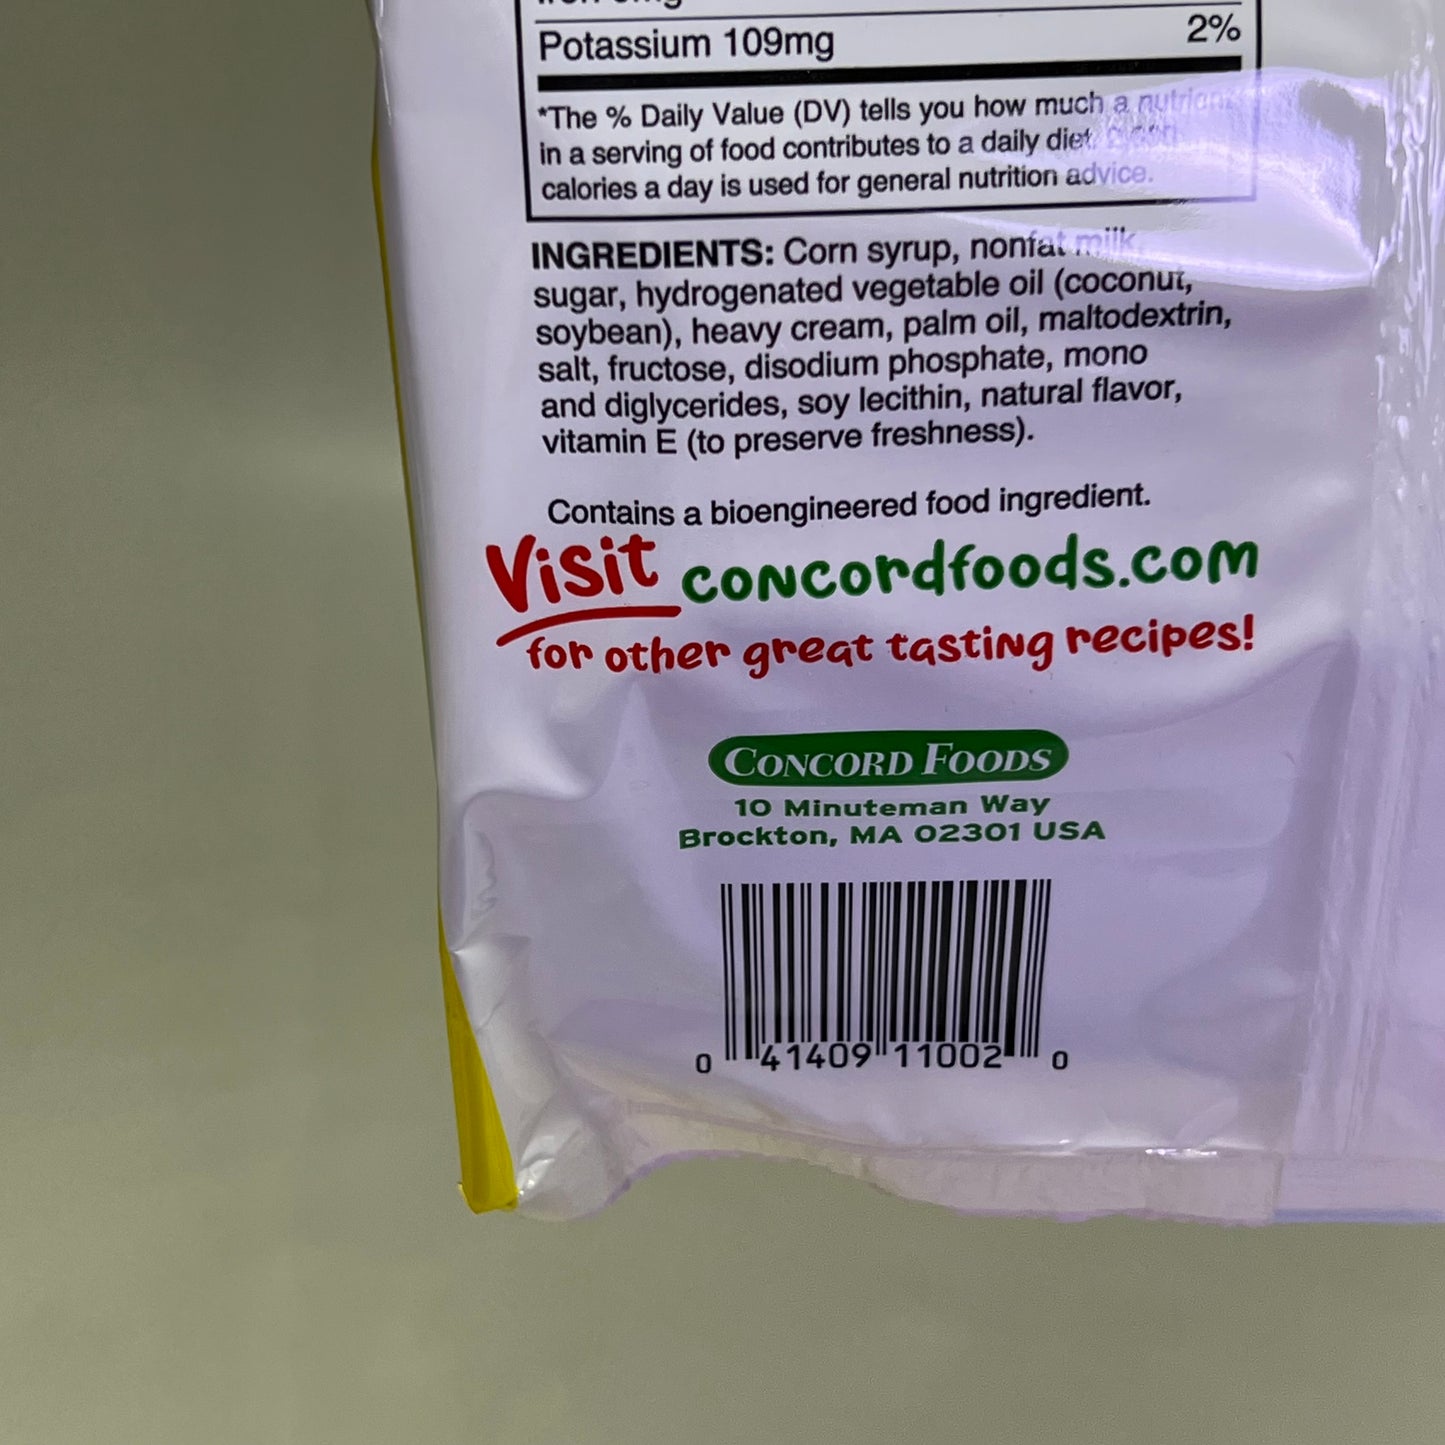 Potassium 109mg 2%
*The % Daily Value (DV) tells you how much a nutrient
in a serving of food contributes to a daily diet.
calories a day is used for general nutrition advice.
INGREDIENTS: Corn syrup, nonfat milk,
sugar, hydrogenated vegetable oil (coconut,
soybean), heavy cream, palm oil, maltodextrin,
salt, fructose, disodium phosphate, mono
and diglycerides, soy lecithin, natural flavor,
vitamin E (to preserve freshness).
Contains a bioengineered food ingredient.
Visit concordfoods.com
for other great tasting recipes!
CONCORD FOODS
10 Minuteman Way
Brockton, MA 02301 USA
0 41409 11002 0